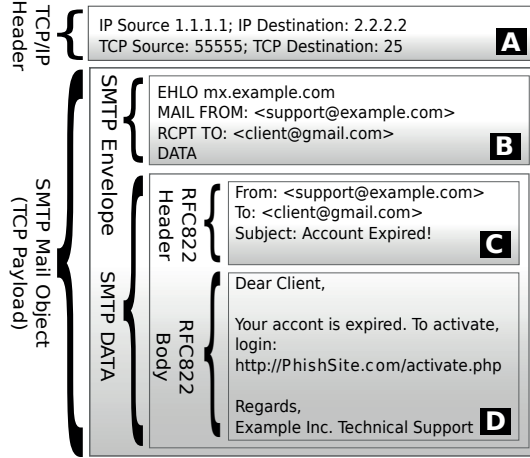 TCP/IP
Header
IP Source 1.1.1.1; IP Destination: 2.2.2.2
TCP Source: 55555; TCP Destination: 25
A
SMTP Mail Object
(TCP Payload)
SMTP Envelope
EHLO mx.example.com
MAIL FROM: <support@example.com>
RCPT TO: <client@gmail.com>
DATA
B
SMTP DATA
RFC822
Header
From: <support@example.com>
To: <client@gmail.com>
Subject: Account Expired!
C
RFC822
Body
Dear Client,
Your accont is expired. To activate,
login:
http://PhishSite.com/activate.php
Regards,
Example Inc. Technical Support
D